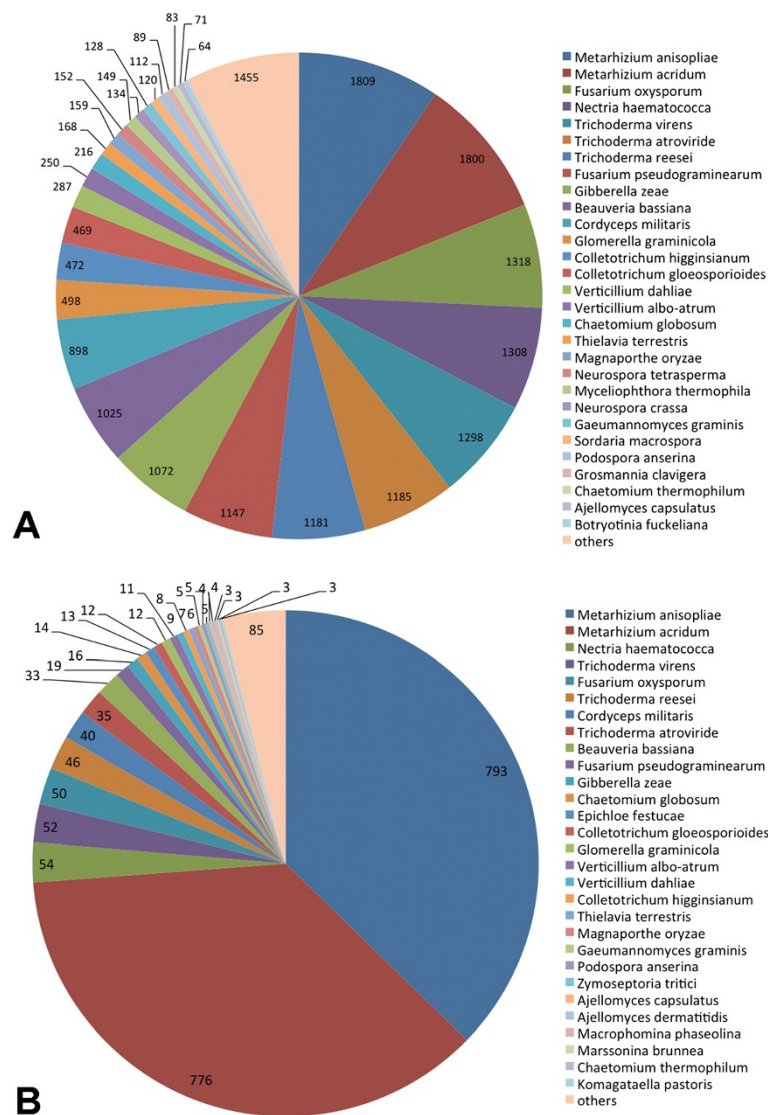 83
71
128
89
64
112
152
149
120
134
159
168
216
250
287
469
472
498
898
1025
1072
1147
1181
1185
1298
1308
1318
1800
1809
1455
Metarhizium anisopliae
Metarhizium acridum
Fusarium oxysporum
Nectria haematococca
Trichoderma virens
Trichoderma atroviride
Trichoderma reesei
Fusarium pseudograminearum
Gibberella zeae
Beauveria bassiana
Cordyceps militaris
Glomerella graminicola
Colletotrichum higginsianum
Colletotrichum gloeosporioides
Verticillium dahliae
Verticillium albo-atrum
Chaetomium globosum
Thielavia terrestris
Magnaporthe oryzae
Neurospora tetrasperma
Myceliophthora thermophila
Neurospora crassa
Gaeumannomyces graminis
Sordaria macrospora
Podospora anserina
Grosmannia clavigera
Chaetomium thermophilum
Ajellomyces capsulatus
Botryotinia fuckeliana
others
A
11
8
5
5
4
4
3
3
3
3
12
13
12
9
7
6
5
14
16
19
33
35
40
46
50
52
54
776
793
85
Metarhizium anisopliae
Metarhizium acridum
Nectria haematococca
Trichoderma virens
Fusarium oxysporum
Trichoderma reesei
Cordyceps militaris
Trichoderma atroviride
Beauveria bassiana
Fusarium pseudograminearum
Gibberella zeae
Chaetomium globosum
Epichloe festucae
Colletotrichum gloeosporioides
Glomerella graminicola
Verticillium albo-atrum
Verticillium dahliae
Colletotrichum higginsianum
Thielavia terrestris
Magnaporthe oryzae
Gaeumannomyces graminis
Podospora anserina
Zymoseptoria tritici
Ajellomyces capsulatus
Ajellomyces dermatitidis
Macrophomina phaseolina
Marssonina brunnea
Chaetomium thermophilum
Komagataella pastoris
others
B